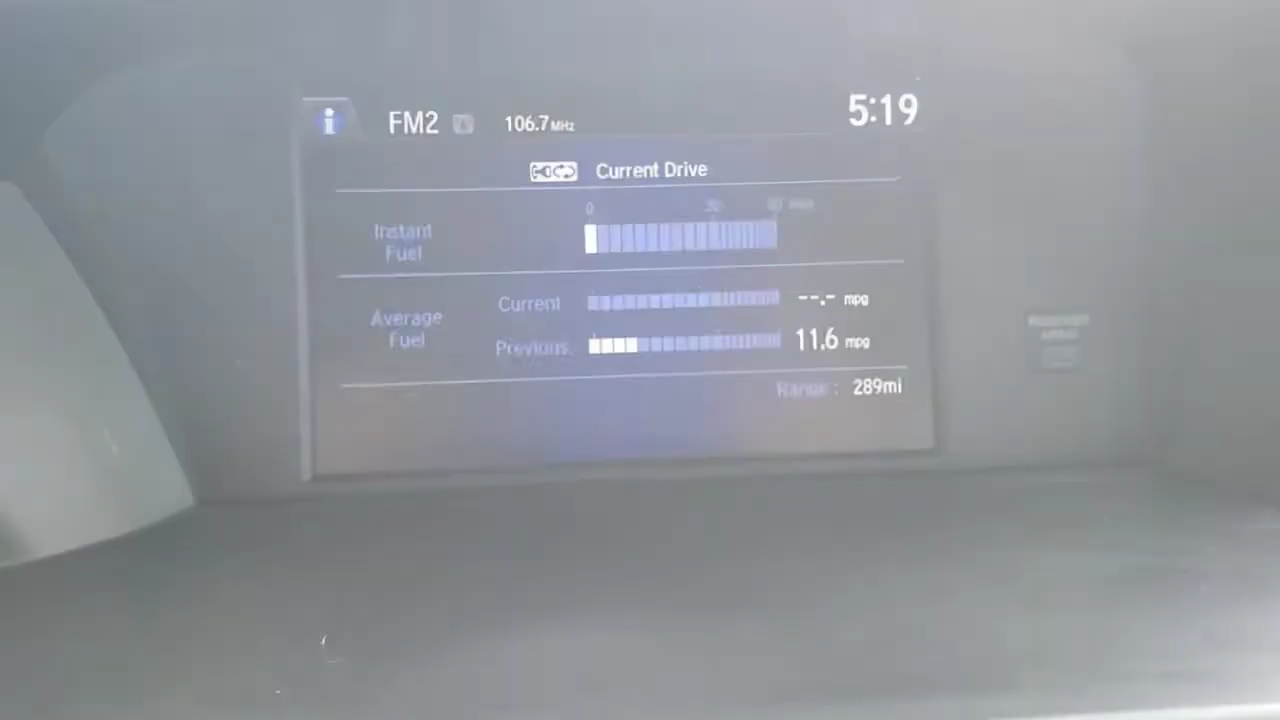 i FM2 106.7 MHz 5:19
Current Drive
0
Instant
Fuel
Average
Fuel
Current --.- mpg
Previous 11.6 mpg
Range : 289mi